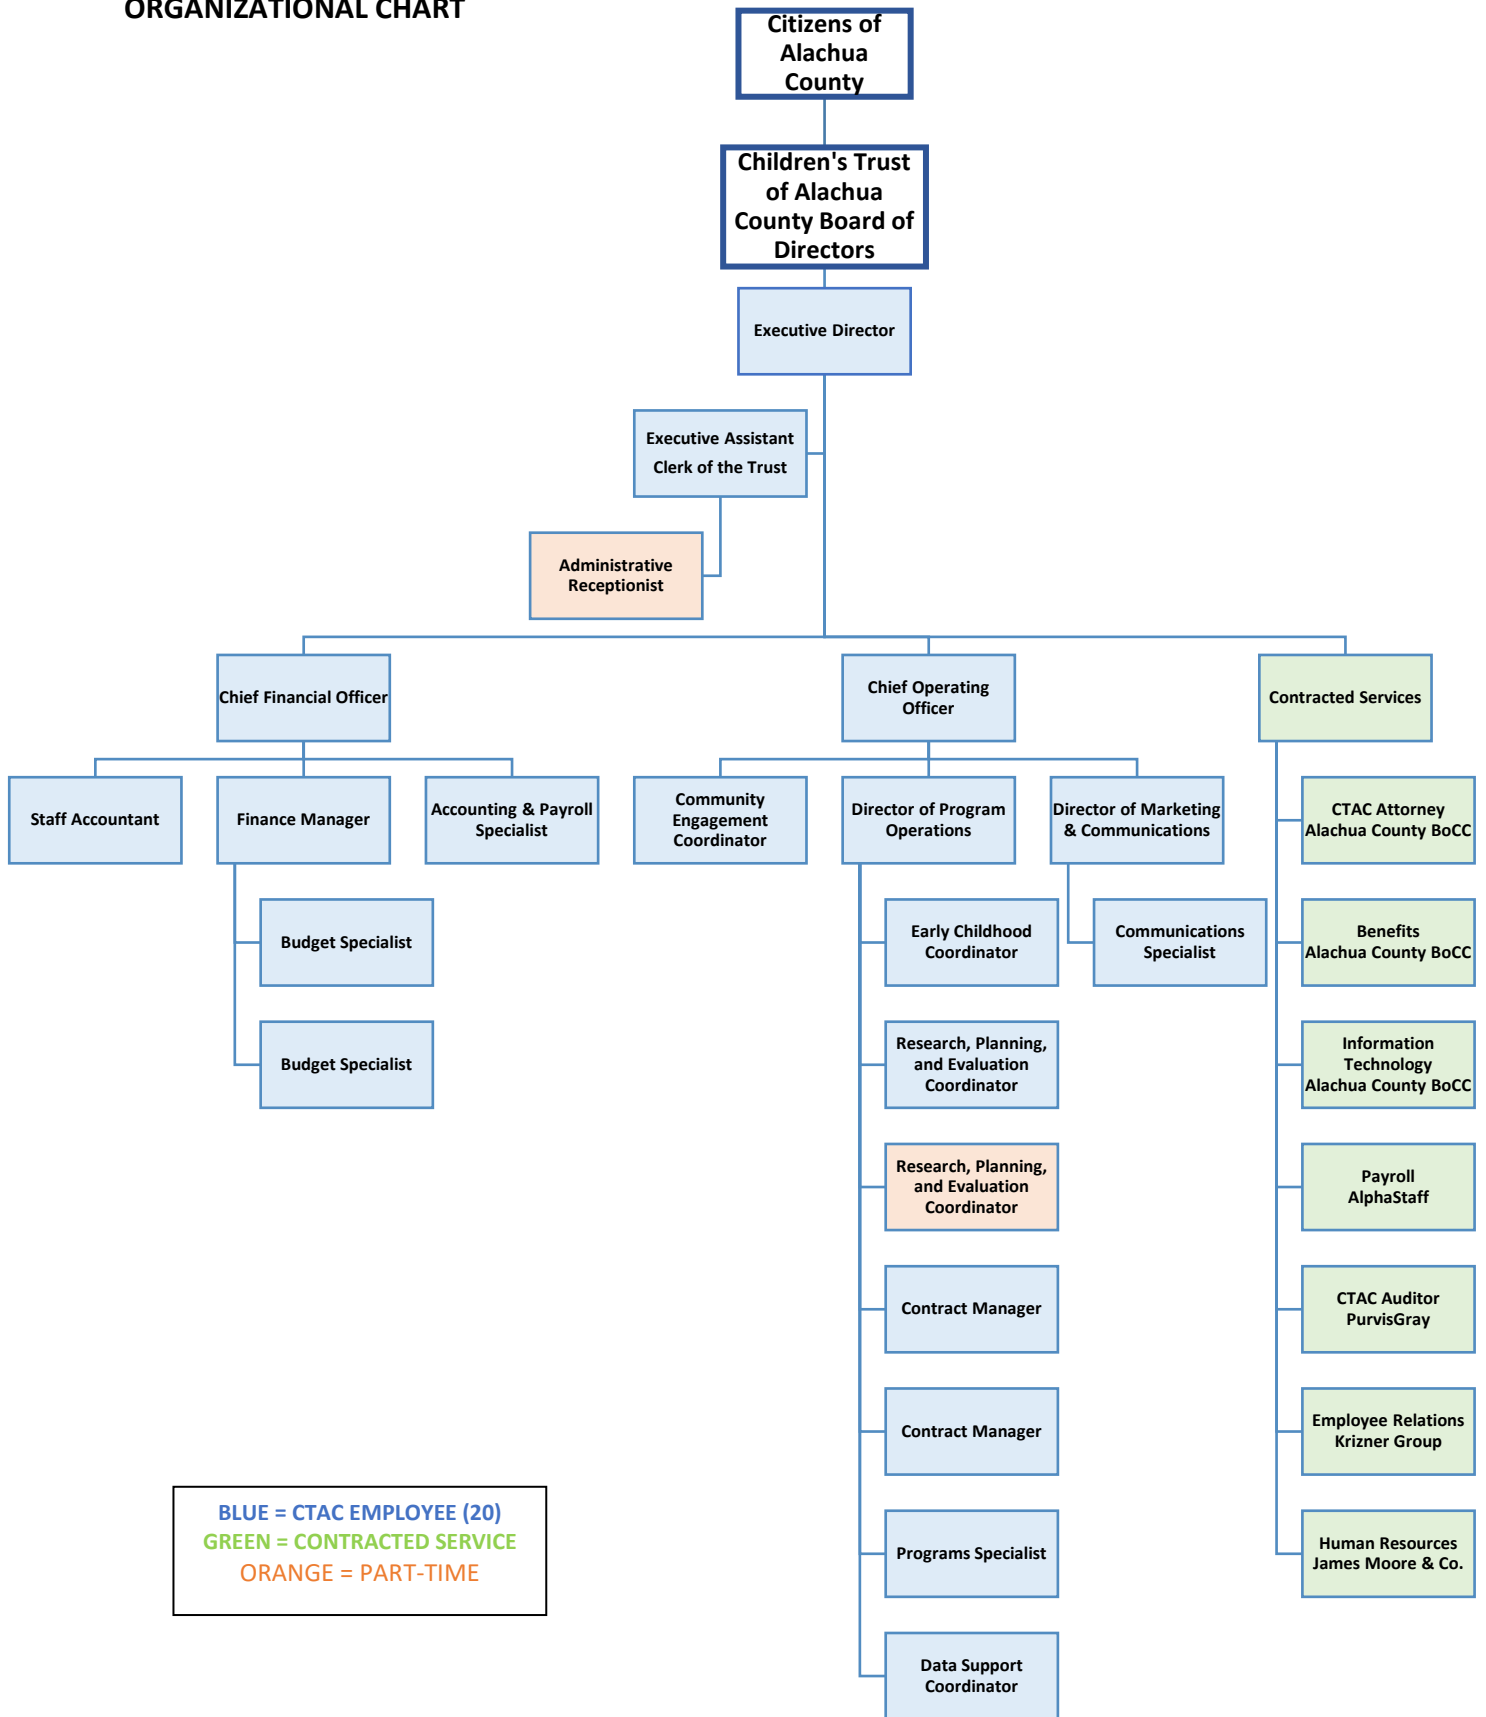 ORGANIZATIONAL CHART
Citizens of
Alachua
County
Children's Trust
of Alachua
County Board of
Directors
Executive Director
Executive Assistant
Clerk of the Trust
Administrative
Receptionist
Chief Financial Officer
Chief Operating
Officer
Contracted Services
Staff Accountant
Finance Manager
Accounting & Payroll
Specialist
Community
Engagement
Coordinator
Director of Program
Operations
Director of Marketing
& Communications
CTAC Attorney
Alachua County BoCC
Budget Specialist
Early Childhood
Coordinator
Communications
Specialist
Benefits
Alachua County BoCC
Budget Specialist
Research, Planning,
and Evaluation
Coordinator
Information
Technology
Alachua County BoCC
Research, Planning,
and Evaluation
Coordinator
Payroll
AlphaStaff
Contract Manager
CTAC Auditor
PurvisGray
Contract Manager
Employee Relations
Krizner Group
BLUE = CTAC EMPLOYEE (20)
GREEN = CONTRACTED SERVICE
ORANGE = PART-TIME
Programs Specialist
Human Resources
James Moore & Co.
Data Support
Coordinator